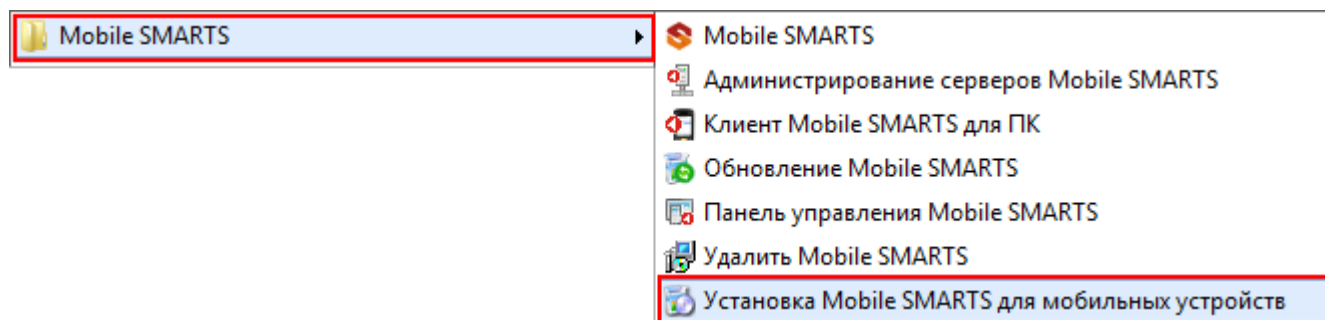 Mobile SMARTS
Mobile SMARTS
Администрирование серверов Mobile SMARTS
Клиент Mobile SMARTS для ПК
Обновление Mobile SMARTS
Панель управления Mobile SMARTS
Удалить Mobile SMARTS
Установка Mobile SMARTS для мобильных устройств